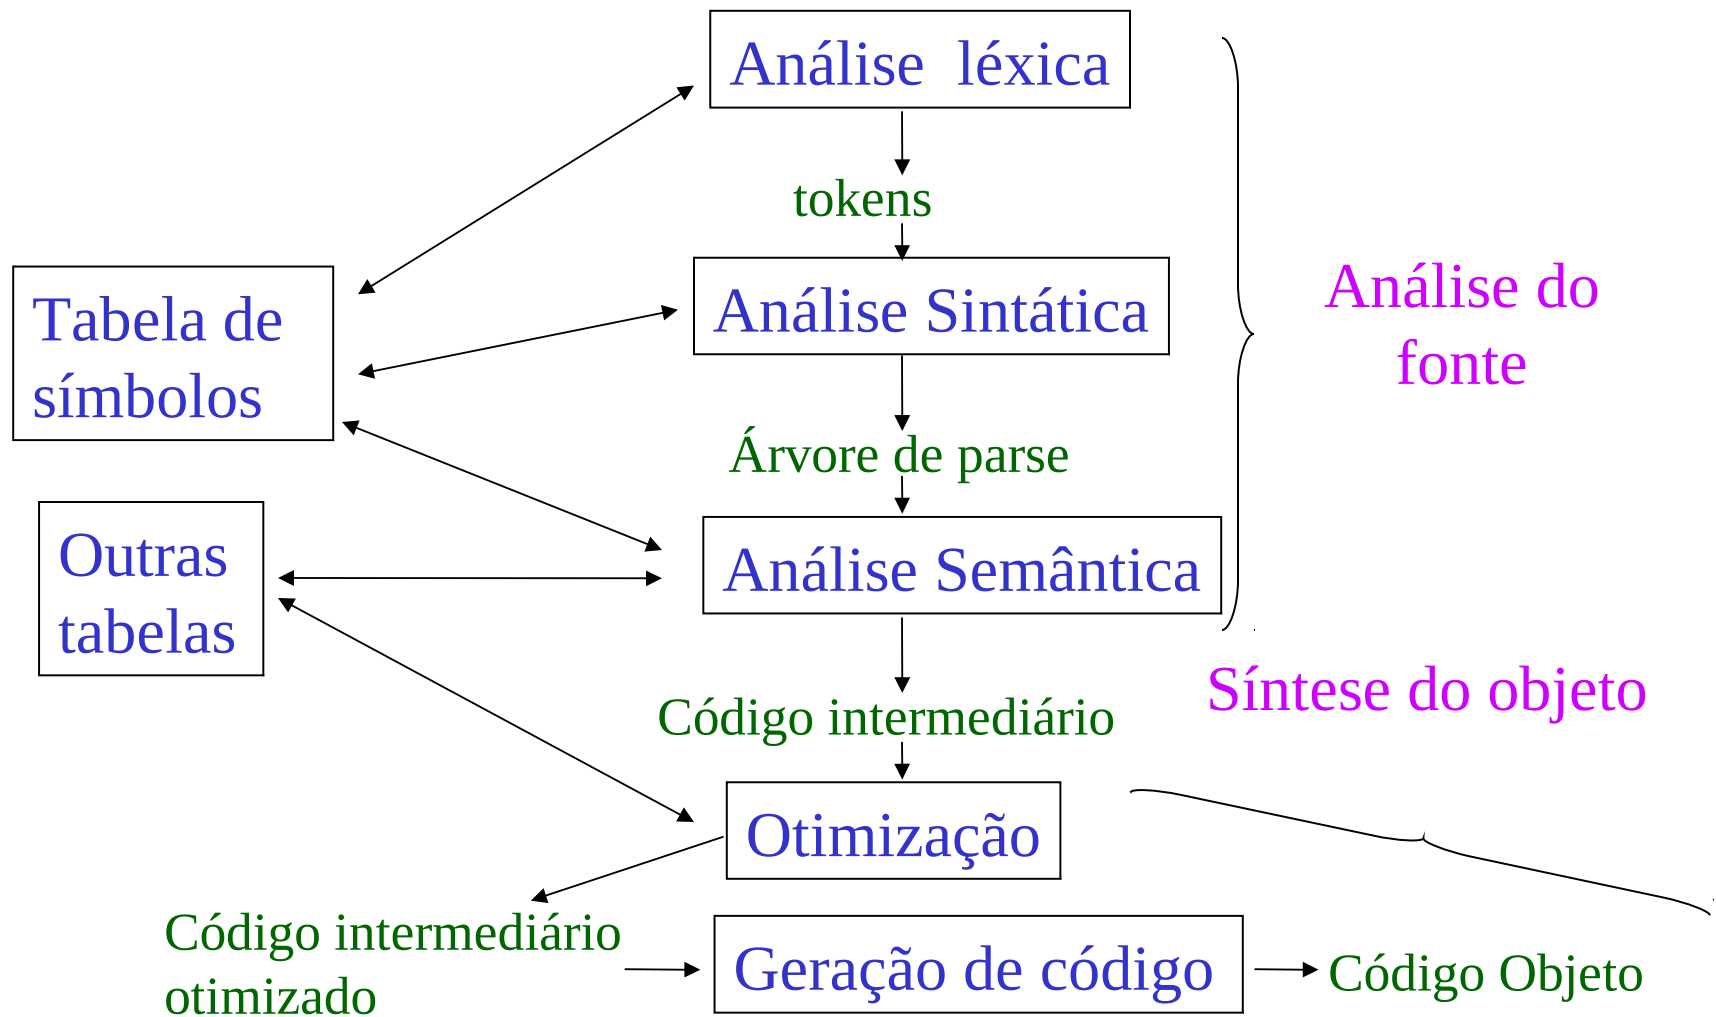 Análise léxica
tokens
Análise Sintática
Análise do
fonte
Tabela de
símbolos
Árvore de parse
Outras
tabelas
Análise Semântica
Síntese do objeto
Código intermediário
Otimização
Código intermediário
otimizado
Geração de código
Código Objeto